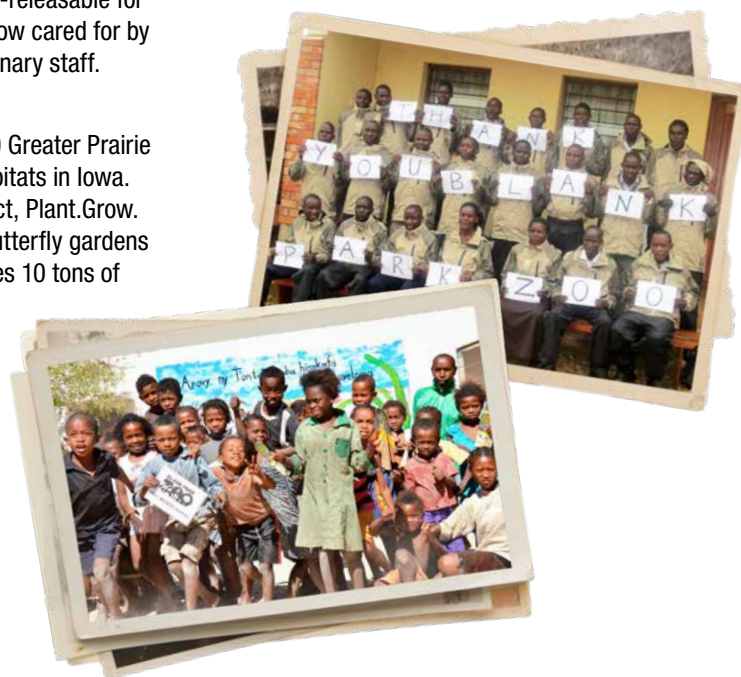 -releasable for
ow cared for by
nary staff.
Greater Prairie
bitats in Iowa.
ct, Plant.Grow.
utterfly gardens
es 10 tons of
THANK
YOU BLANK
PARK ZOO